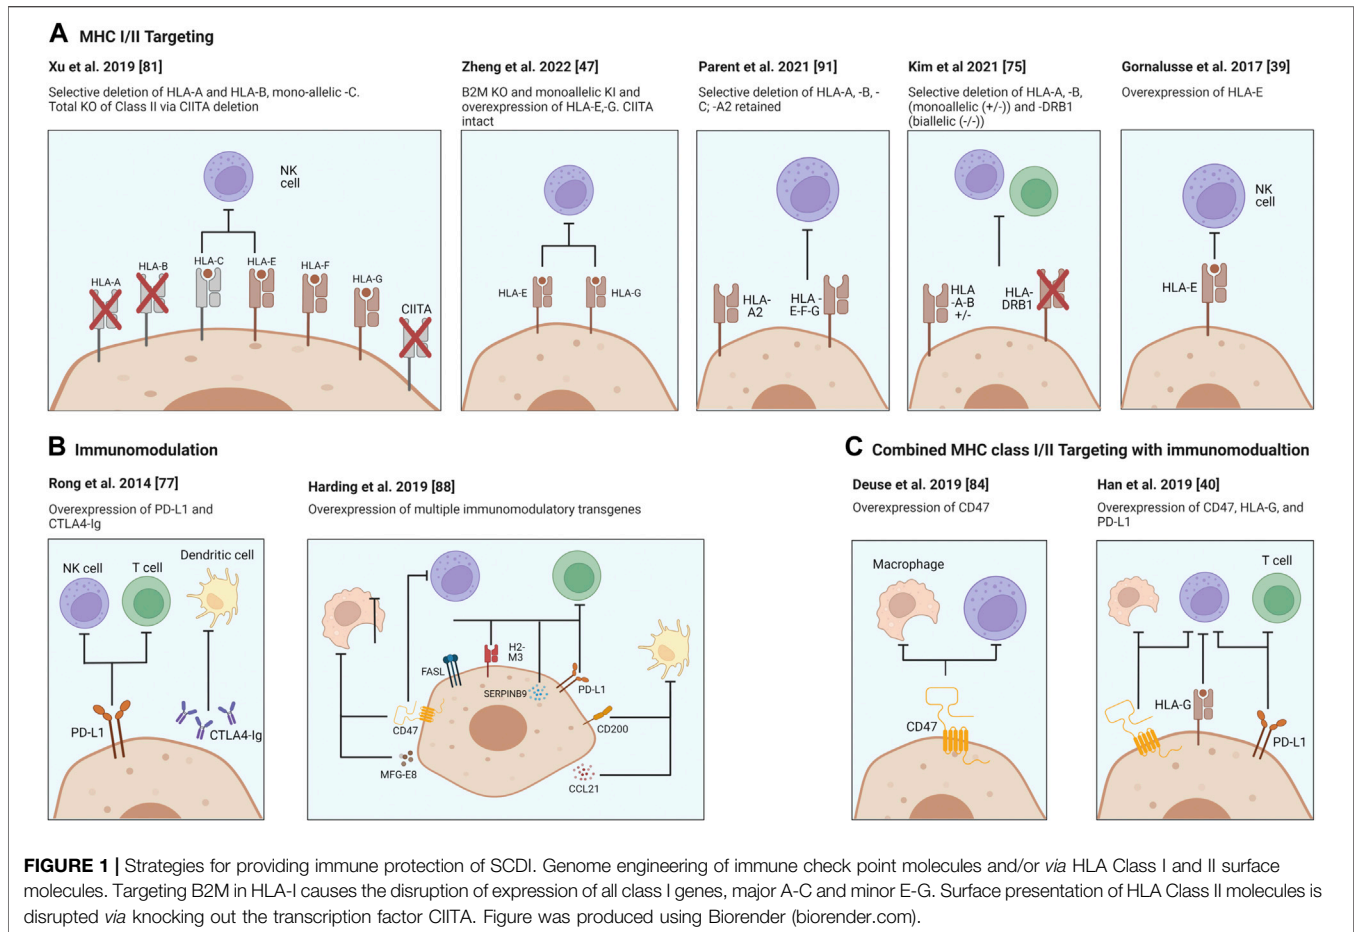 A MHC I/II Targeting
Xu et al. 2019 [81]
Selective deletion of HLA-A and HLA-B, mono-allelic -C.
Total KO of Class II via CIITA deletion
NK
cell
HLA-A
HLA-B
HLA-C
HLA-E
HLA-F
HLA-G
CIITA
Zheng et al. 2022 [47]
B2M KO and monoallelic KI and
overexpression of HLA-E,-G. CIITA
intact
HLA-E
HLA-G
Parent et al. 2021 [91]
Selective deletion of HLA-A, -B, -
C; -A2 retained
HLA-
A2
HLA -
E-F-G
Kim et al 2021 [75]
Selective deletion of HLA-A, -B,
(monoallelic (+/-)) and -DRB1
(biallelic (-/-))
HLA
-A-B
+/-
HLA-
DRB1
Gornalusse et al. 2017 [39]
Overexpression of HLA-E
NK
cell
HLA-E
B Immunomodulation
Rong et al. 2014 [77]
Overexpression of PD-L1 and
CTLA4-Ig
NK cell
T cell
Dendritic cell
PD-L1
CTLA4-Ig
Harding et al. 2019 [88]
Overexpression of multiple immunomodulatory transgenes
FASL
H2-
M3
SERPINB9
PD-L1
CD47
CD200
MFG-E8
CCL21
C Combined MHC class I/II Targeting with immunomodualtion
Deuse et al. 2019 [84]
Overexpression of CD47
Macrophage
CD47
Han et al. 2019 [40]
Overexpression of CD47, HLA-G, and
PD-L1
T cell
HLA-G
PD-L1
FIGURE 1 | Strategies for providing immune protection of SCDI. Genome engineering of immune check point molecules and/or via HLA Class I and II surface
molecules. Targeting B2M in HLA-I causes the disruption of expression of all class I genes, major A-C and minor E-G. Surface presentation of HLA Class II molecules is
disrupted via knocking out the transcription factor CIITA. Figure was produced using Biorender (biorender.com).